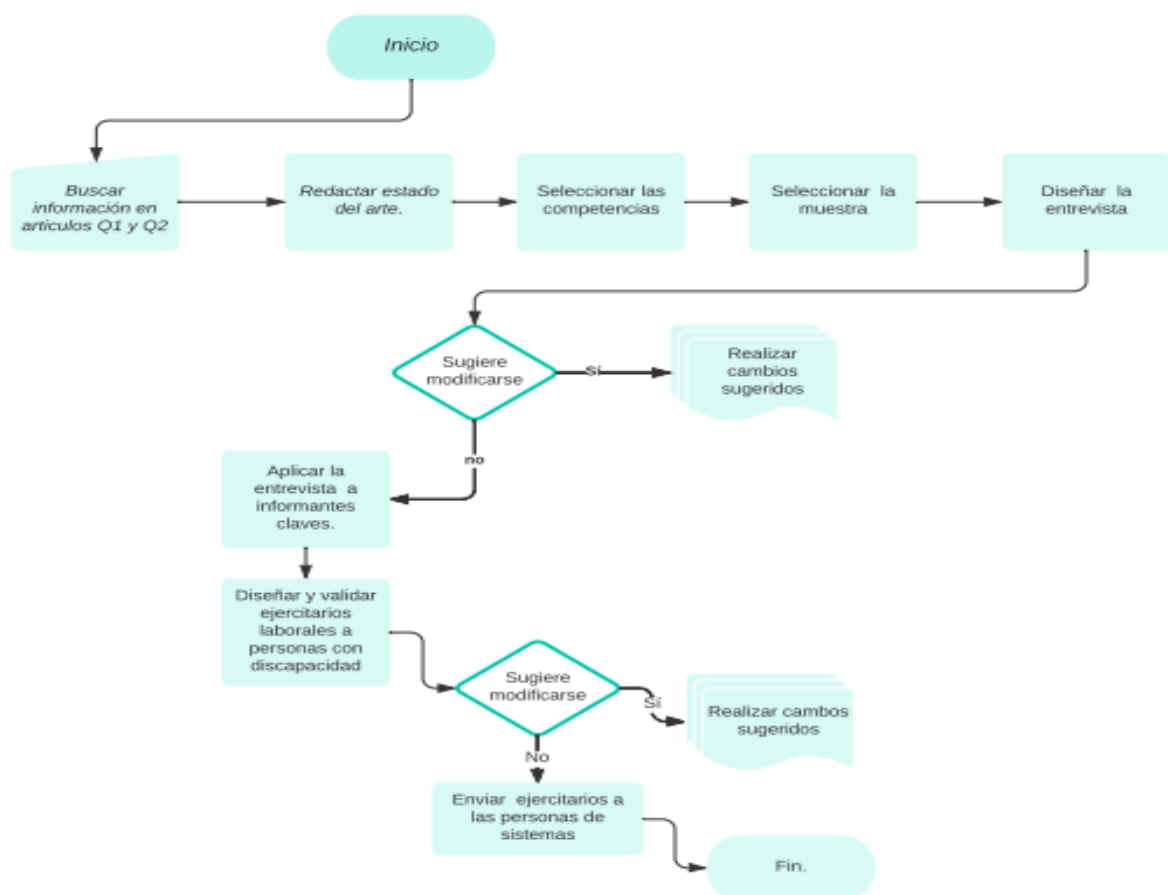 Inicio
Buscar
información en
artículos Q1 y Q2
Redactar estado
del arte.
Seleccionar las
competencias
Seleccionar la
muestra
Diseñar la
entrevista
Sugiere
modificarse
Sí
Realizar
cambios
sugeridos
no
Aplicar la
entrevista a
informantes
claves.
Diseñar y validar
ejercitarios
laborales a
personas con
discapacidad
Sugiere
modificarse
Sí
Realizar cambos
sugeridos
No
Enviar ejercitarios a
las personas de
sistemas
Fin.